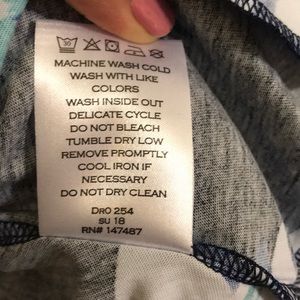 MACHINE WASH COLD
WASH WITH LIKE
COLORS
WASH INSIDE OUT
DELICATE CYCLE
DO NOT BLEACH
TUMBLE DRY LOW
REMOVE PROMPTLY
COOL IRON IF
NECESSARY
DO NOT DRY CLEAN
DRO 254
SU 18
RN# 147487